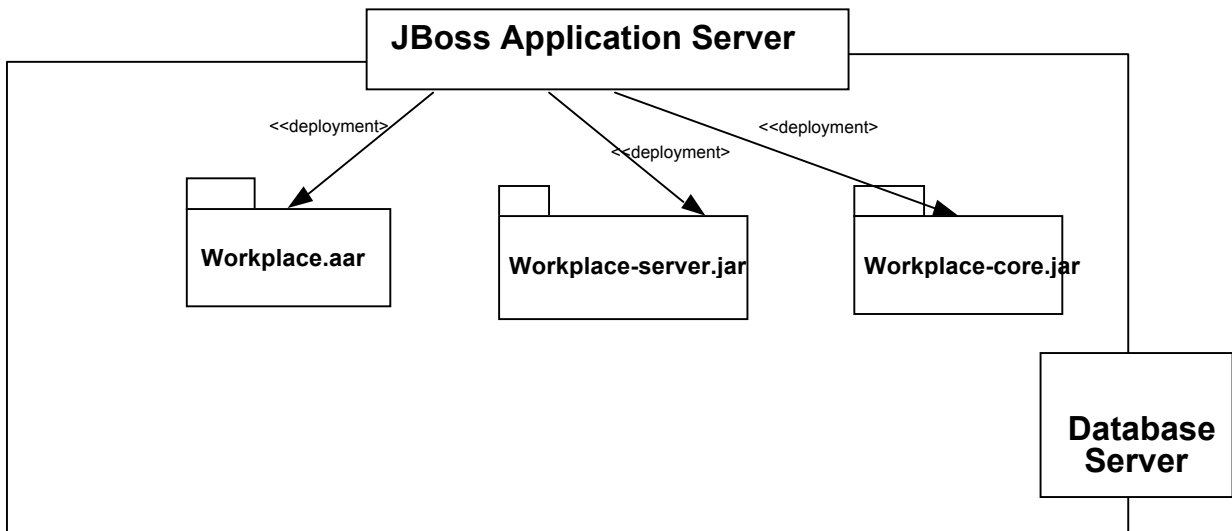 JBoss Application Server
<<deployment>
<<deployment>
<<deployment>
Workplace.aar
Workplace-server.jar
Workplace-core.jar
Database
Server